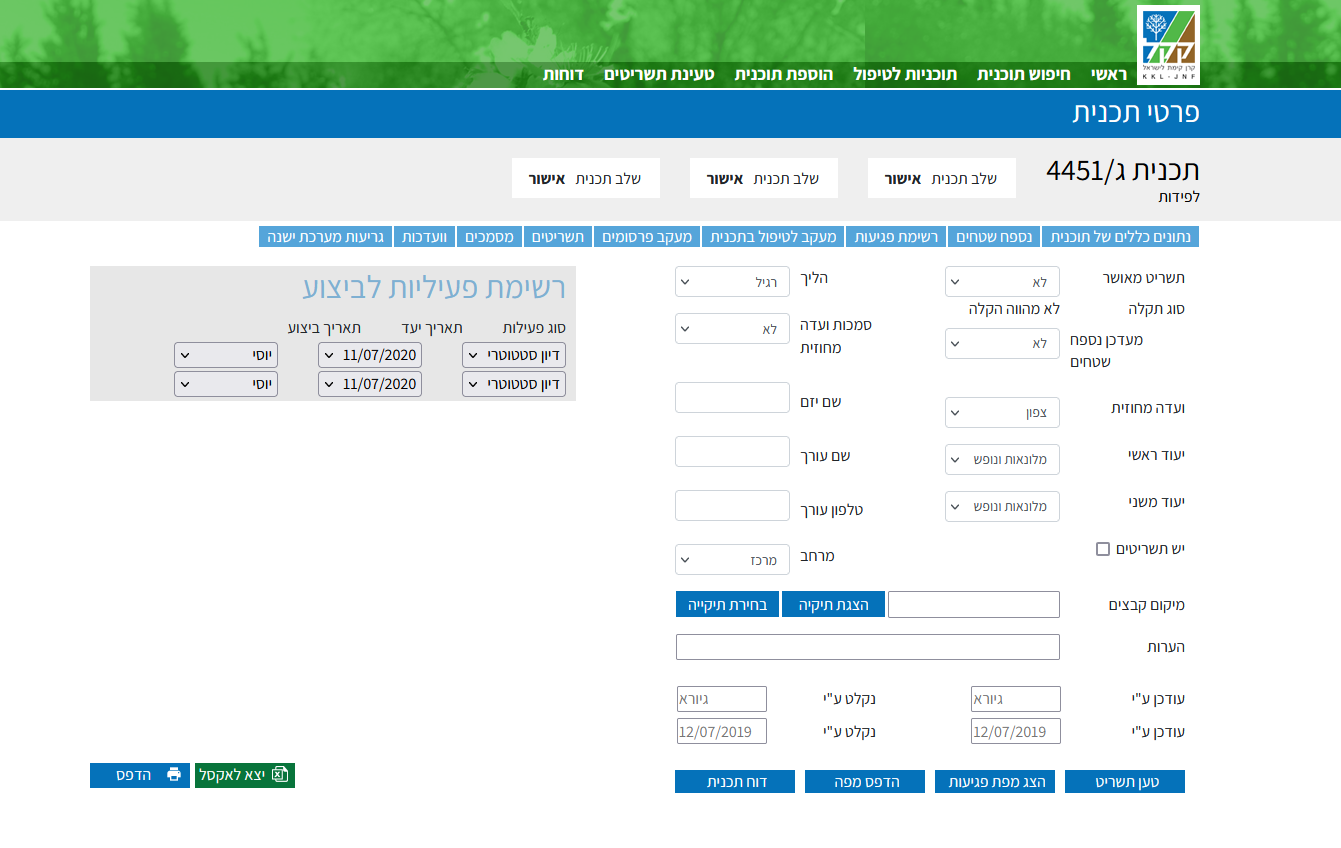 קק"ל
קרן קימת לישראל
KKL-JNF
ראשי חיפוש תוכנית תוכניות לטיפול הוספת תוכנית טעינת תשריטים דוחות
פרטי תכנית
תכנית ג/4451
לפידות
שלב תכנית אישור
שלב תכנית אישור
שלב תכנית אישור
נתונים כללים של תוכנית נספח שטחים רשימת פגיעות מעקב לטיפול בתכנית מעקב פרסומים תשריטים מסמכים וועדכות גריעות מערכת ישנה
תשריט מאושר לא
סוג תקלה לא מהווה הקלה
מעדכן נספח שטחים לא
ועדה מחוזית צפון
יעוד ראשי מלונאות ונופש
יעוד משני מלונאות ונופש
יש תשריטים
הליך רגיל
סמכות ועדה מחוזית לא
שם יזם
שם עורך
טלפון עורך
מרחב מרכז
מיקום קבצים הצגת תיקיה בחירת תיקייה
הערות
עודכן ע"י גיורא נקלט ע"י גיורא
עודכן ע"י 12/07/2019 נקלט ע"י 12/07/2019
טען תשריט הצג מפת פגיעות הדפס מפה דוח תכנית
רשימת פעיליות לביצוע
סוג פעילות תאריך יעד תאריך ביצוע
דיון סטטוטרי 11/07/2020 יוסי
דיון סטטוטרי 11/07/2020 יוסי
יצא לאקסל הדפס